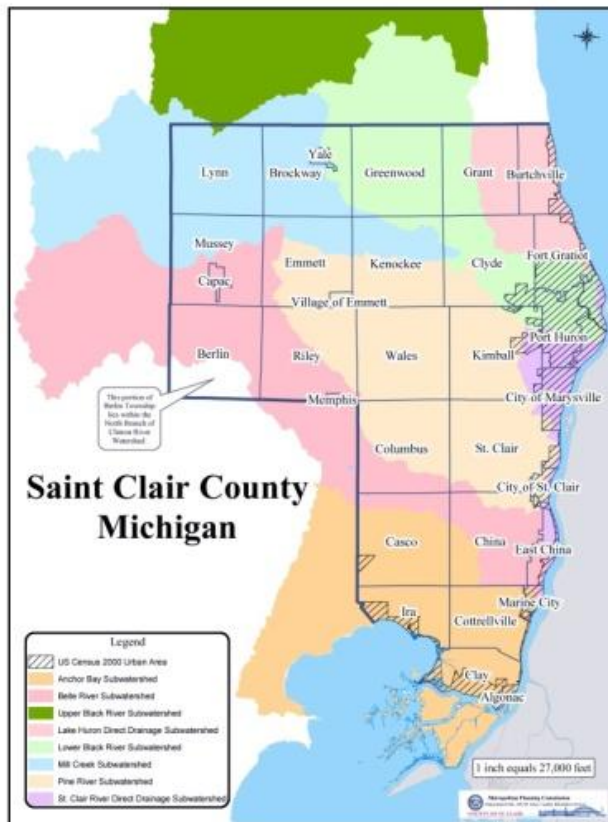 Yale
Lynn
Brockway
Greenwood
Grant
Burtchville
Mussey
Capac
Emmett
Kenockee
Clyde
Fort Gratiot
Village of Emmett
Port Huron
Berlin
Riley
Wales
Kimball
Memphis
City of Marysville
This portion of
Berlin Township
lies within the
North Branch of
Clinton River
Watershed
Columbus
St. Clair
City of St. Clair
Saint Clair County
Michigan
Casco
China
East China
Marine City
Ira
Cottrellville
Clay
Algonac
Legend
US Census 2000 Urban Area
Anchor Bay Subwatershed
Belle River Subwatershed
Upper Black River Subwatershed
Lake Huron Direct Drainage Subwatershed
Lower Black River Subwatershed
Mill Creek Subwatershed
Pine River Subwatershed
St. Clair River Direct Drainage Subwatershed
1 inch equals 27,000 feet
Metropolitan Planning Commission